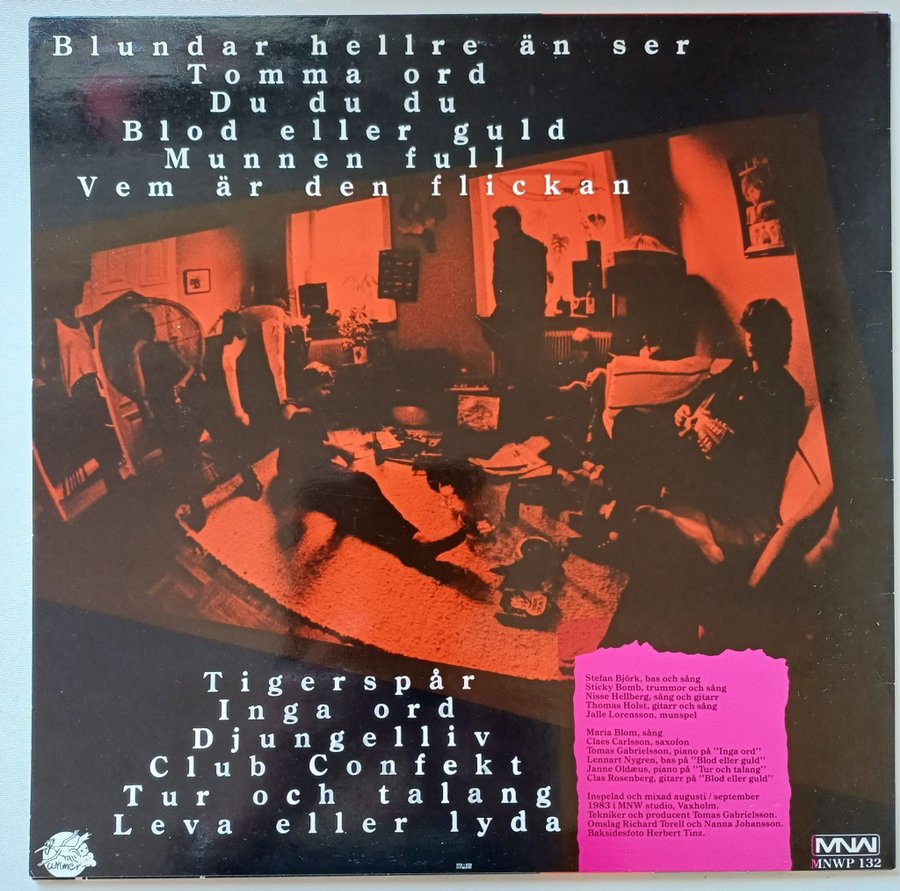 Blundar hellre än ser
Tomma ord
Du du du
Blod eller guld
Munnen full
Vem är den flickan
Tigerspår
Inga ord
Djungelliv
Club Confekt
Tur och talang
Leva eller lyda
Stefan Björk, bas och sång
Sticky Bomb, trummor och sång
Nisse Hellberg, sång och gitarr
Thomas Holst, gitarr och sång
Jalle Lorensson, munspel
Maria Blom, sång
Claes Carlsson, saxofon
Tomas Gabrielsson, piano på ”Inga ord”
Lennart Nygren, bas på ”Blod eller guld”
Janne Oldæus, piano på ”Tur och talang”
Clas Rosenberg, gitarr på ”Blod eller guld”
Inspelad och mixad augusti / september
1983 i MNW studio, Vaxholm.
Tekniker och producent Tomas Gabrielsson.
Omslag Richard Torell och Nanna Johansson.
Baksidesfoto Herbert Tinz.
MNW
MNWP 132